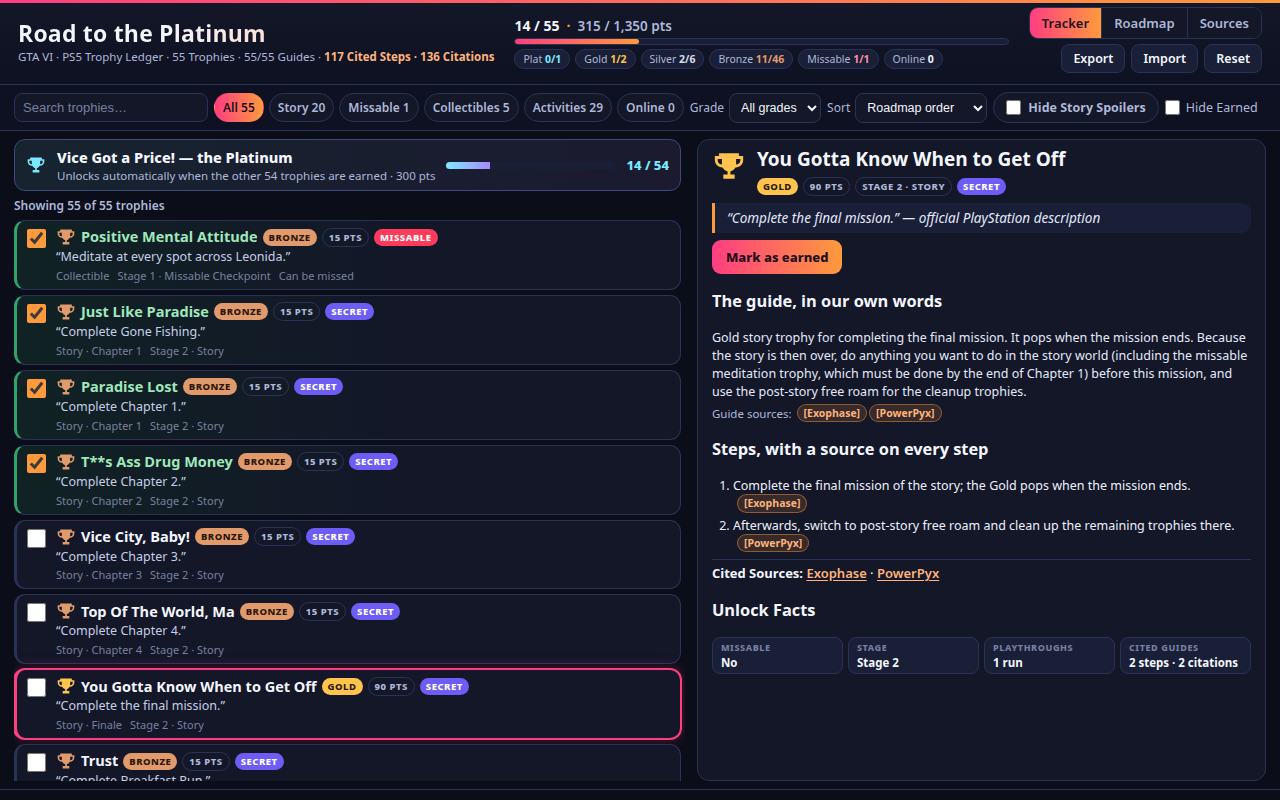 Road to the Platinum
GTA VI · PS5 Trophy Ledger · 55 Trophies · 55/55 Guides · 117 Cited Steps · 136 Citations
14 / 55 · 315 / 1,350 pts
Plat 0/1 Gold 1/2 Silver 2/6 Bronze 11/46 Missable 1/1 Online 0
Tracker Roadmap Sources
Export Import Reset
Search trophies… All 55 Story 20 Missable 1 Collectibles 5 Activities 29 Online 0 Grade All grades Sort Roadmap order Hide Story Spoilers Hide Earned
Vice Got a Price! — the Platinum
Unlocks automatically when the other 54 trophies are earned · 300 pts
14 / 54
Showing 55 of 55 trophies
Positive Mental Attitude BRONZE 15 PTS MISSABLE
“Meditate at every spot across Leonida.”
Collectible Stage 1 · Missable Checkpoint Can be missed
Just Like Paradise BRONZE 15 PTS SECRET
“Complete Gone Fishing.”
Story · Chapter 1 Stage 2 · Story
Paradise Lost BRONZE 15 PTS SECRET
“Complete Chapter 1.”
Story · Chapter 1 Stage 2 · Story
T**s Ass Drug Money BRONZE 15 PTS SECRET
“Complete Chapter 2.”
Story · Chapter 2 Stage 2 · Story
Vice City, Baby! BRONZE 15 PTS SECRET
“Complete Chapter 3.”
Story · Chapter 3 Stage 2 · Story
Top Of The World, Ma BRONZE 15 PTS SECRET
“Complete Chapter 4.”
Story · Chapter 4 Stage 2 · Story
You Gotta Know When to Get Off GOLD 90 PTS SECRET
“Complete the final mission.”
Story · Finale Stage 2 · Story
Trust BRONZE 15 PTS SECRET
“Complete Breakfast Run.”
You Gotta Know When to Get Off
GOLD 90 PTS STAGE 2 · STORY SECRET
“Complete the final mission.” — official PlayStation description
Mark as earned
The guide, in our own words
Gold story trophy for completing the final mission. It pops when the mission ends. Because
the story is then over, do anything you want to do in the story world (including the missable
meditation trophy, which must be done by the end of Chapter 1) before this mission, and
use the post-story free roam for the cleanup trophies.
Guide sources: [Exophase] [PowerPyx]
Steps, with a source on every step
1. Complete the final mission of the story; the Gold pops when the mission ends.
[Exophase]
2. Afterwards, switch to post-story free roam and clean up the remaining trophies there.
[PowerPyx]
Cited Sources: Exophase · PowerPyx
Unlock Facts
MISSABLE
No
STAGE
Stage 2
PLAYTHROUGHS
1 run
CITED GUIDES
2 steps · 2 citations